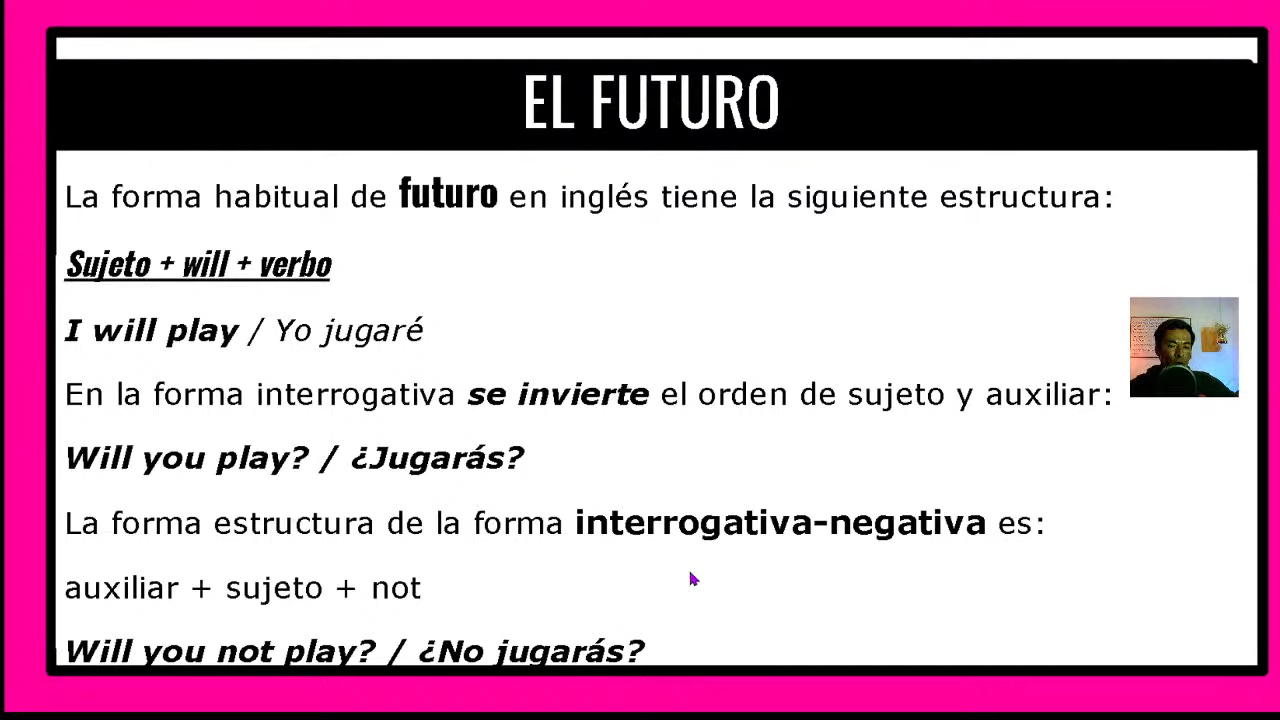 EL FUTURO
La forma habitual de futuro en inglés tiene la siguiente estructura:
Sujeto + will + verbo
I will play / Yo jugaré
En la forma interrogativa se invierte el orden de sujeto y auxiliar:
Will you play? / ¿Jugarás?
La forma estructura de la forma interrogativa-negativa es:
auxiliar + sujeto + not
Will you not play? / ¿No jugarás?